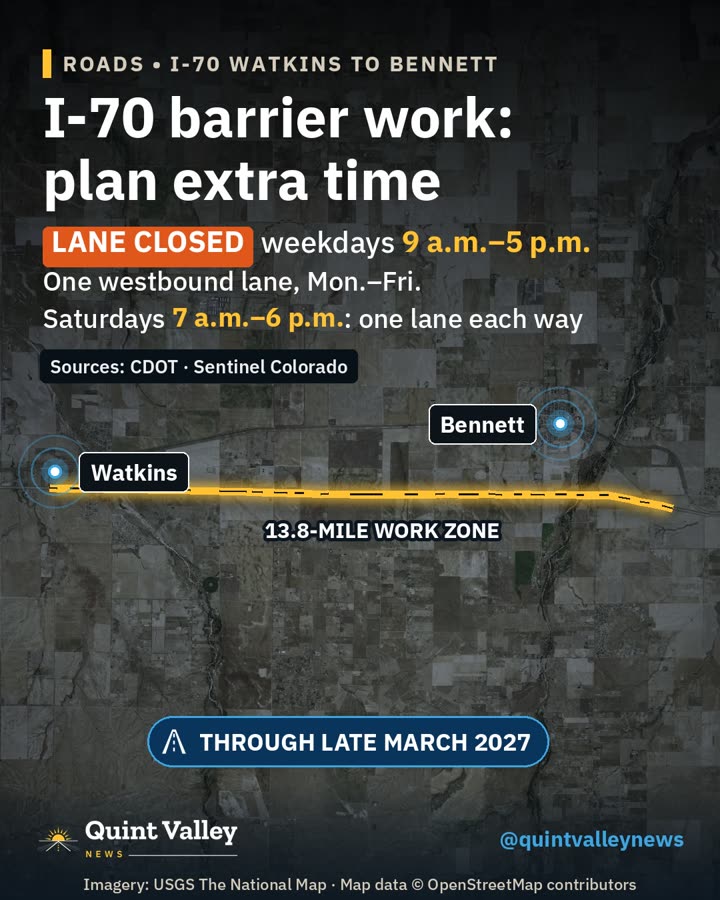 ROADS • I-70 WATKINS TO BENNETT
I-70 barrier work:
plan extra time
LANE CLOSED weekdays 9 a.m.–5 p.m.
One westbound lane, Mon.–Fri.
Saturdays 7 a.m.–6 p.m.: one lane each way
Sources: CDOT · Sentinel Colorado
Bennett
Watkins
13.8-MILE WORK ZONE
THROUGH LATE MARCH 2027
Quint Valley
NEWS
@quintvalleynews
Imagery: USGS The National Map · Map data © OpenStreetMap contributors